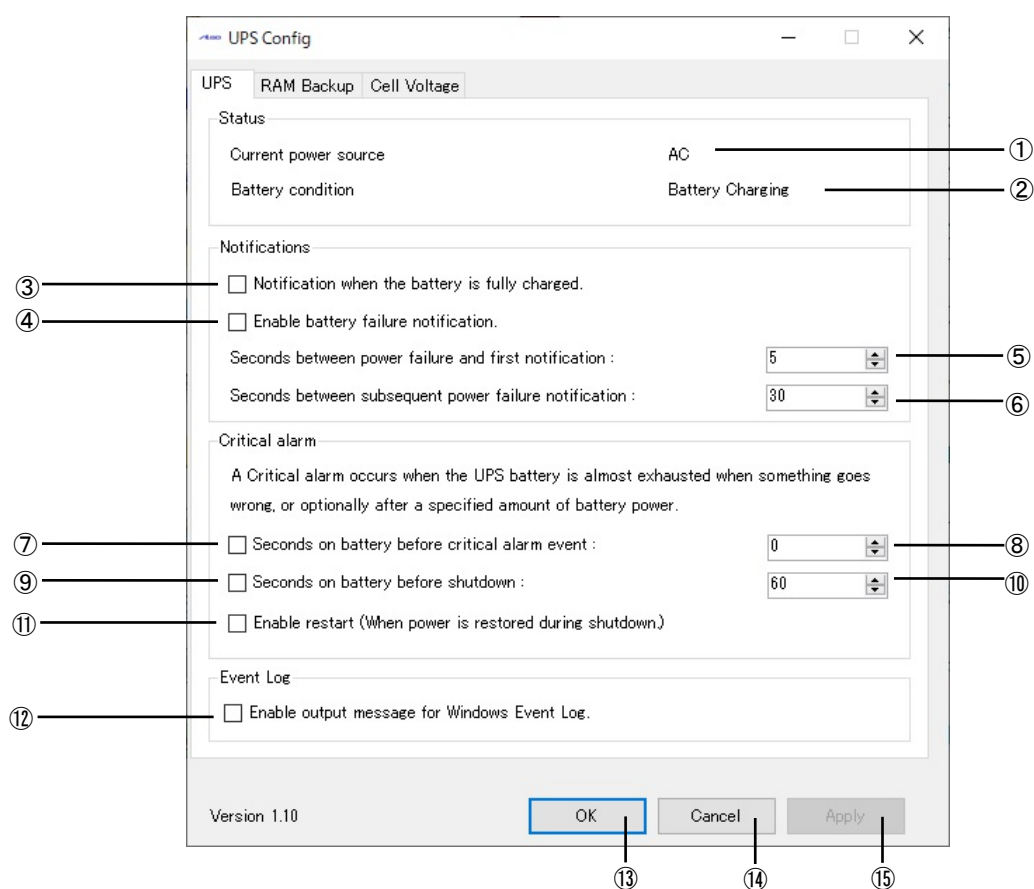 UPS Config
UPS RAM Backup Cell Voltage
Status
Current power source AC ①
Battery condition Battery Charging ②
Notifications
③ Notification when the battery is fully charged.
④ Enable battery failure notification.
Seconds between power failure and first notification : 5 ⑤
Seconds between subsequent power failure notification : 30 ⑥
Critical alarm
A Critical alarm occurs when the UPS battery is almost exhausted when something goes
wrong, or optionally after a specified amount of battery power.
⑦ Seconds on battery before critical alarm event : 0 ⑧
⑨ Seconds on battery before shutdown : 60 ⑩
⑪ Enable restart (When power is restored during shutdown.)
Event Log
⑫ Enable output message for Windows Event Log.
Version 1.10 OK Cancel Apply
⑬ ⑭ ⑮